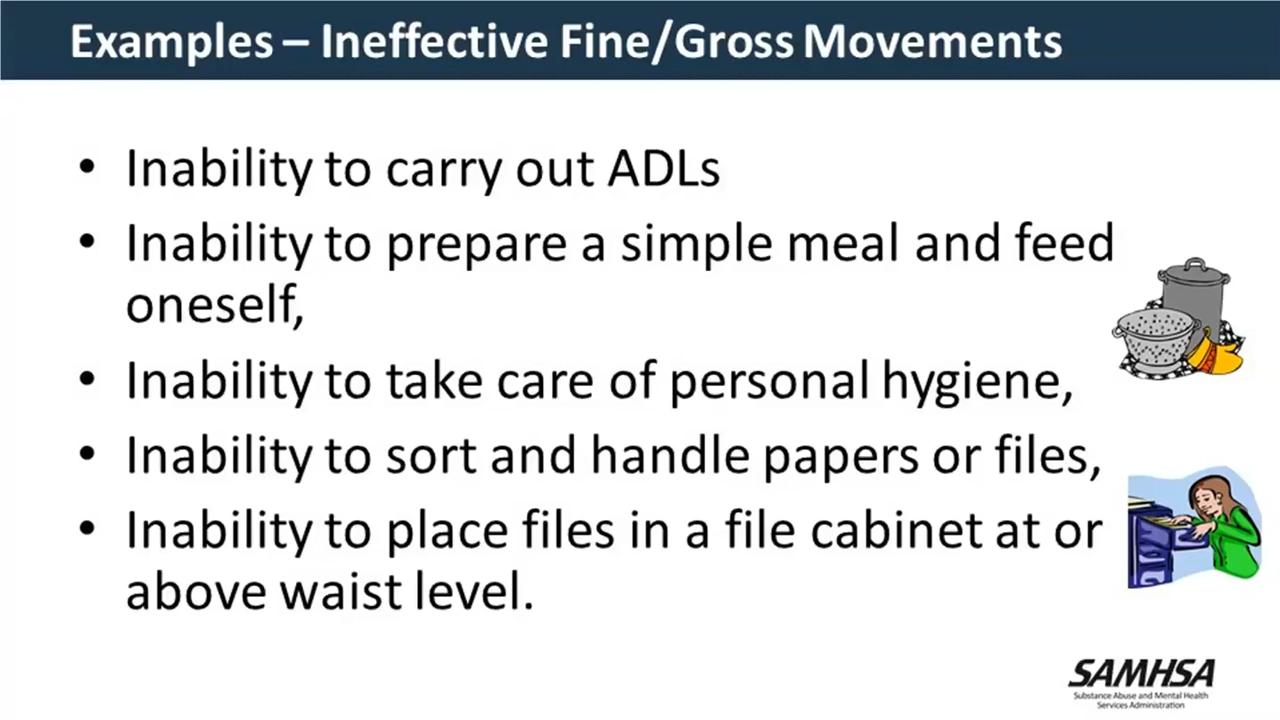 Examples – Ineffective Fine/Gross Movements
• Inability to carry out ADLs
• Inability to prepare a simple meal and feed
oneself,
• Inability to take care of personal hygiene,
• Inability to sort and handle papers or files,
• Inability to place files in a file cabinet at or
above waist level.
SAMHSA
Substance Abuse and Mental Health
Services Administration